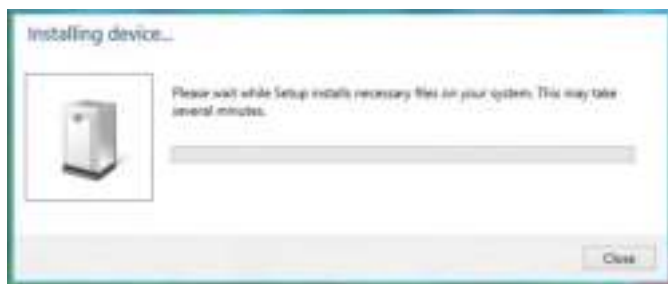 Installing device...
Please wait while Setup installs necessary files on your system. This may take
several minutes.
Close